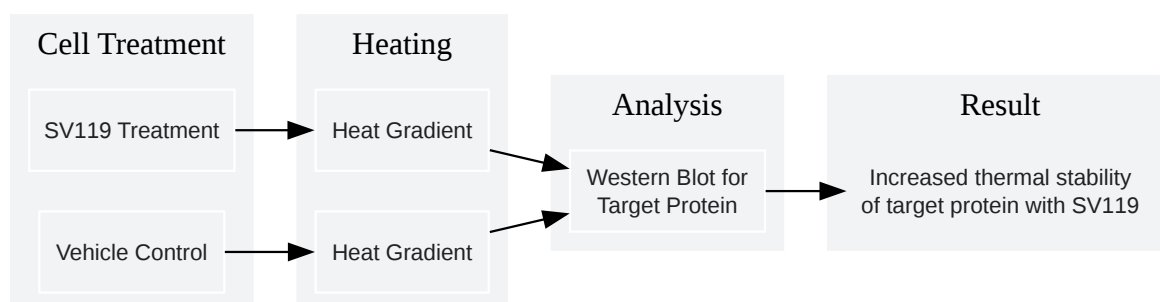 Cell Treatment
SV119 Treatment
Vehicle Control
Heating
Heat Gradient
Heat Gradient
Analysis
Western Blot for
Target Protein
Result
Increased thermal stability
of target protein with SV119